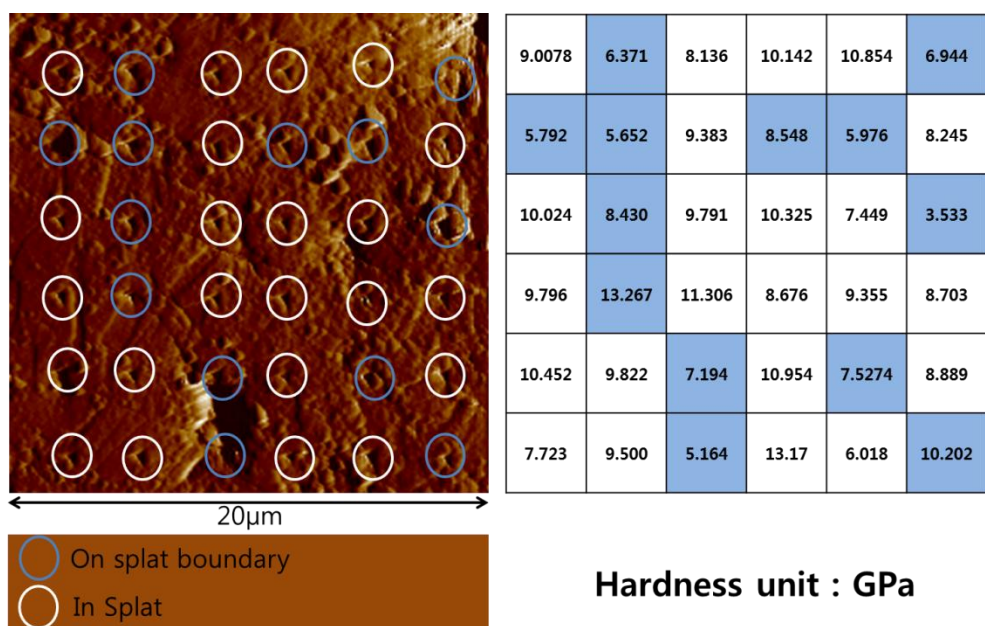 9.0078 6.371 8.136 10.142 10.854 6.944
5.792 5.652 9.383 8.548 5.976 8.245
10.024 8.430 9.791 10.325 7.449 3.533
9.796 13.267 11.306 8.676 9.355 8.703
10.452 9.822 7.194 10.954 7.5274 8.889
7.723 9.500 5.164 13.17 6.018 10.202
20μm
On splat boundary
In Splat
Hardness unit : GPa